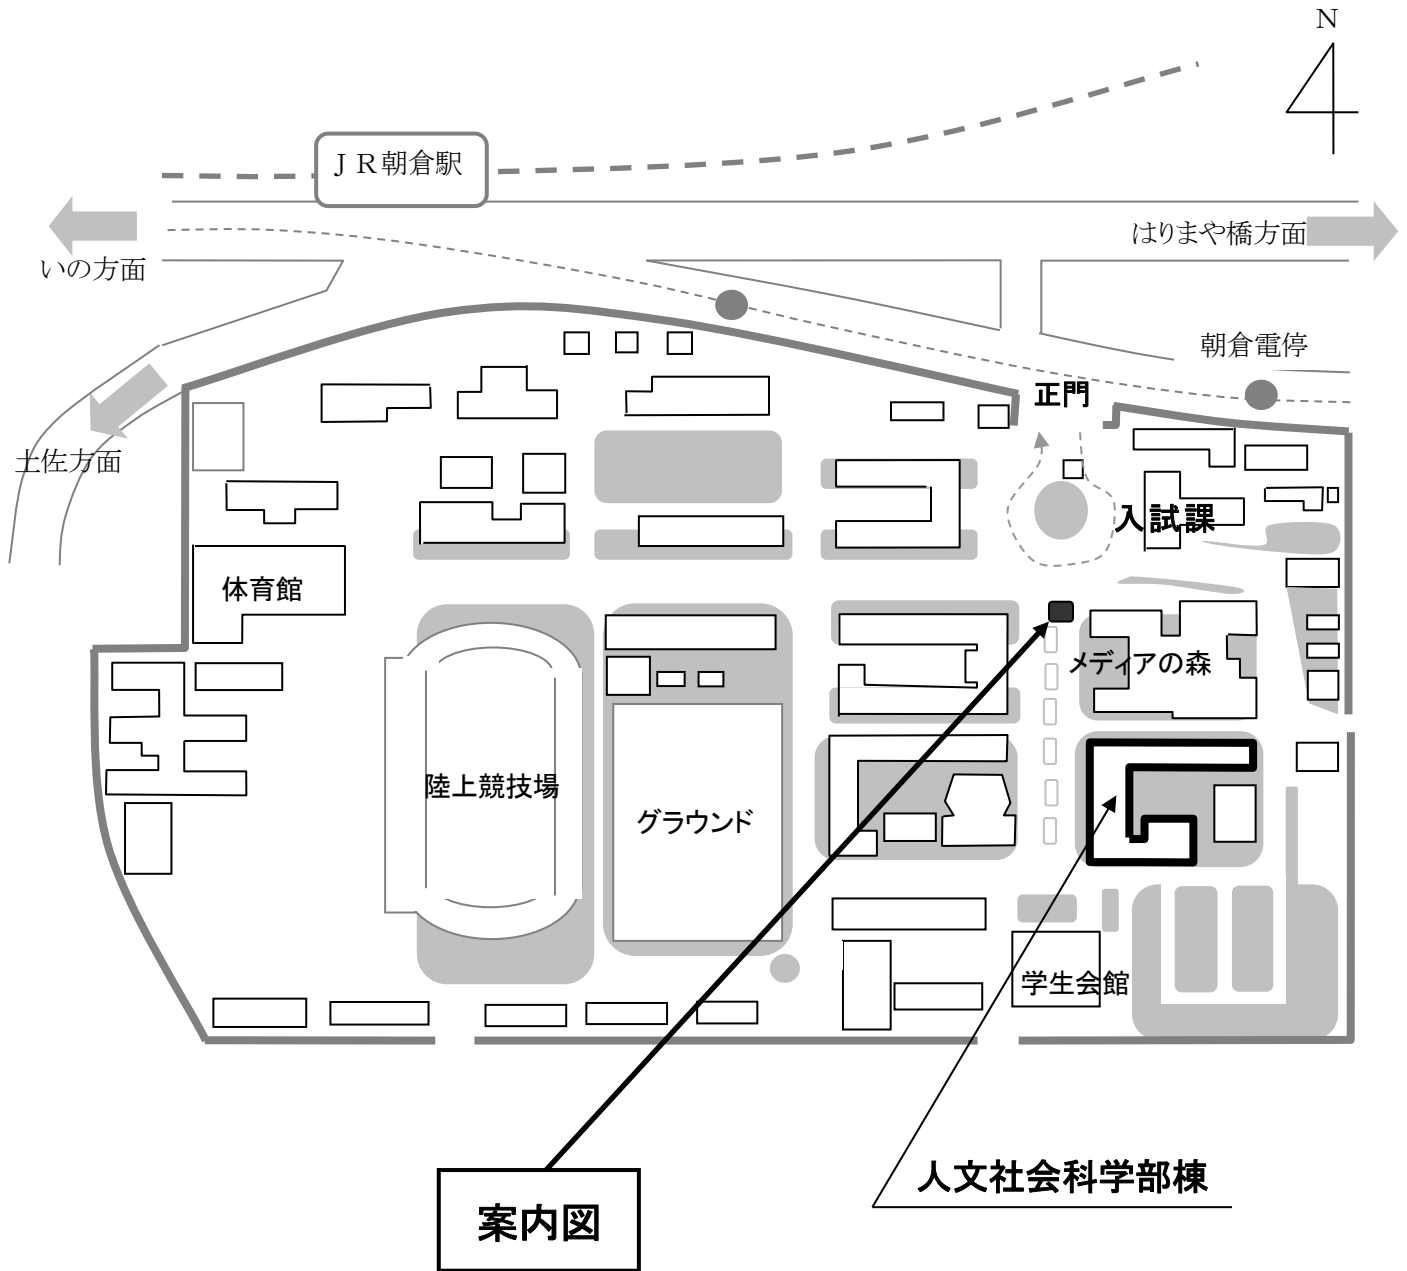 N
ＪＲ朝倉駅
はりまや橋方面
いの方面
朝倉電停
正門
土佐方面
入試課
体育館
メディアの森
陸上競技場
グラウンド
学生会館
人文社会科学部棟
案内図